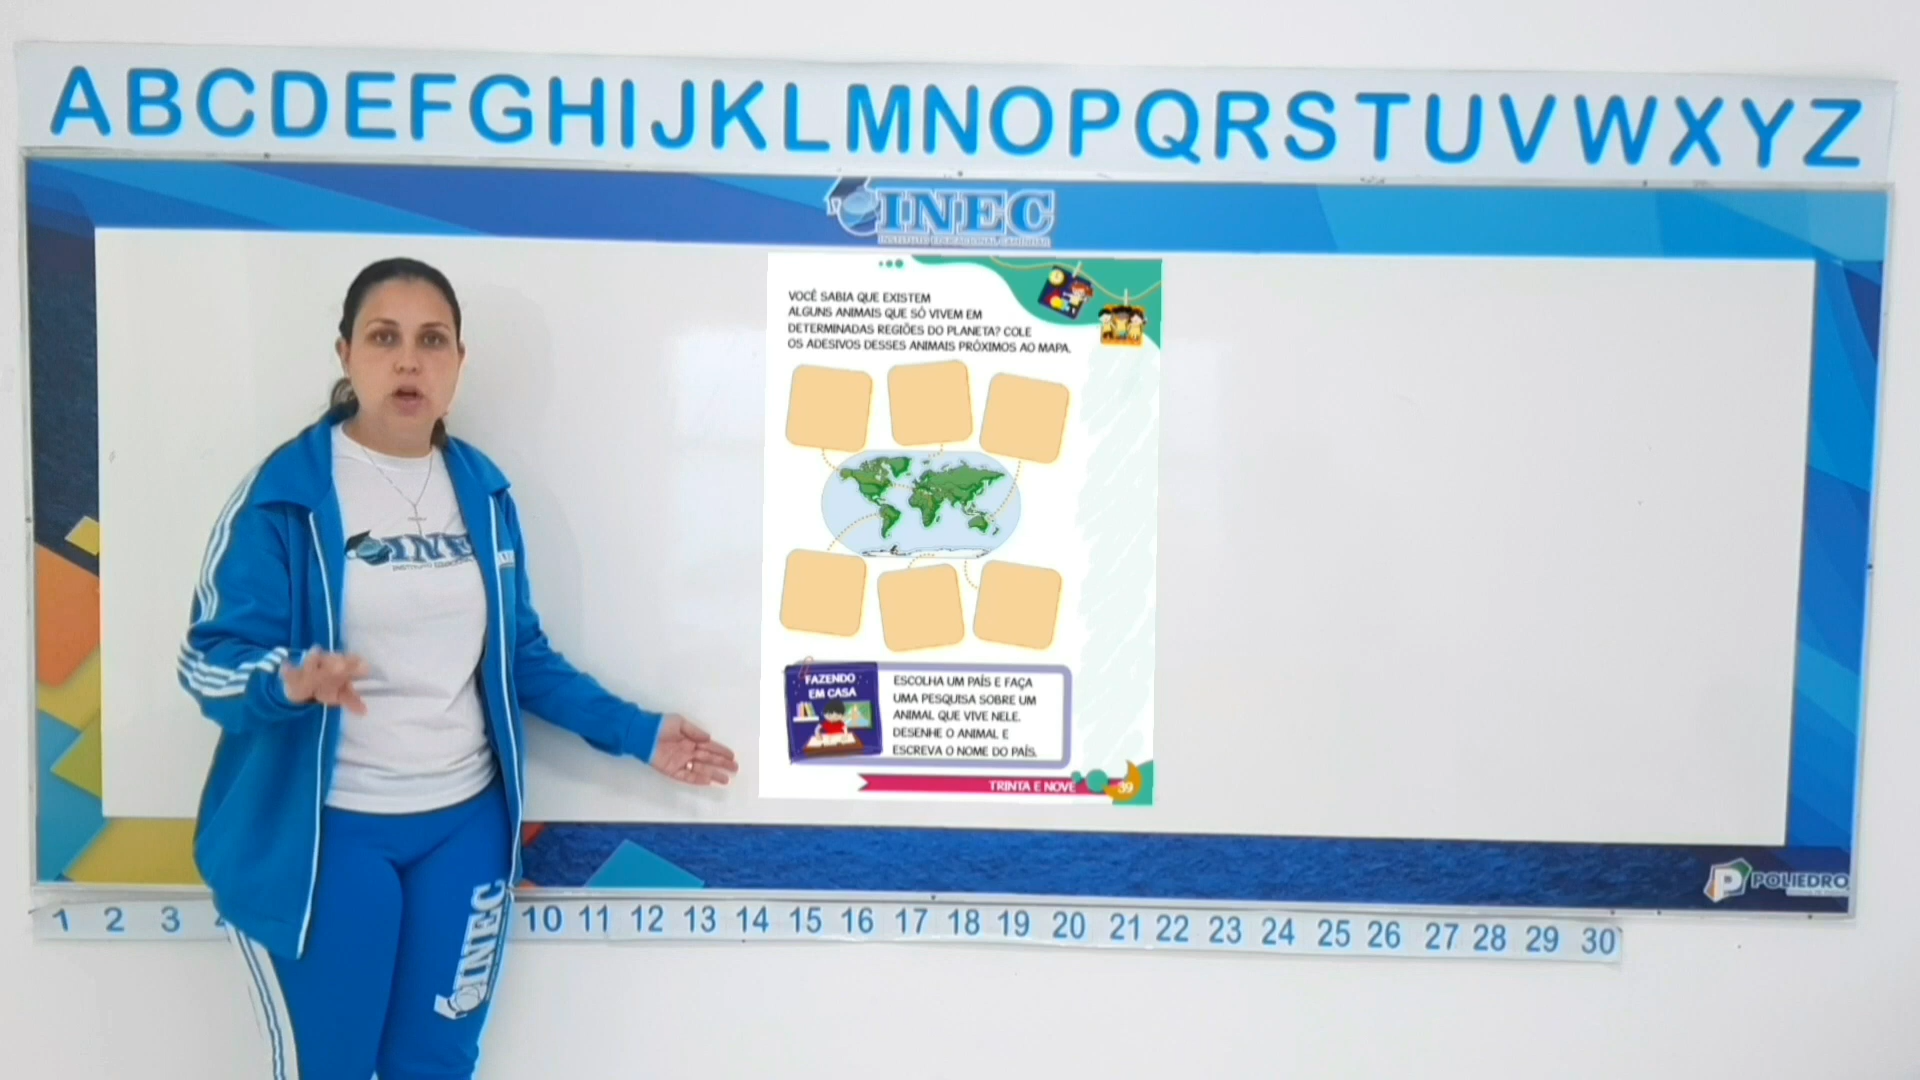 ABCDEFGHIJKLMNOPQRSTUVWXYZ
INEC
VOCÊ SABIA QUE EXISTEM
ALGUNS ANIMAIS QUE SÓ VIVEM EM
DETERMINADAS REGIÕES DO PLANETA? COLE
OS ADESIVOS DESSES ANIMAIS PRÓXIMOS AO MAPA.
INE
FAZENDO
EM CASA
ESCOLHA UM PAÍS E FAÇA
UMA PESQUISA SOBRE UM
ANIMAL QUE VIVE NELE.
DESENHE O ANIMAL E
ESCREVA O NOME DO PAÍS.
TRINTA E NOVE 39
POLIEDRO
1 2 3 10 11 12 13 14 15 16 17 18 19 20 21 22 23 24 25 26 27 28 29 30
INEC